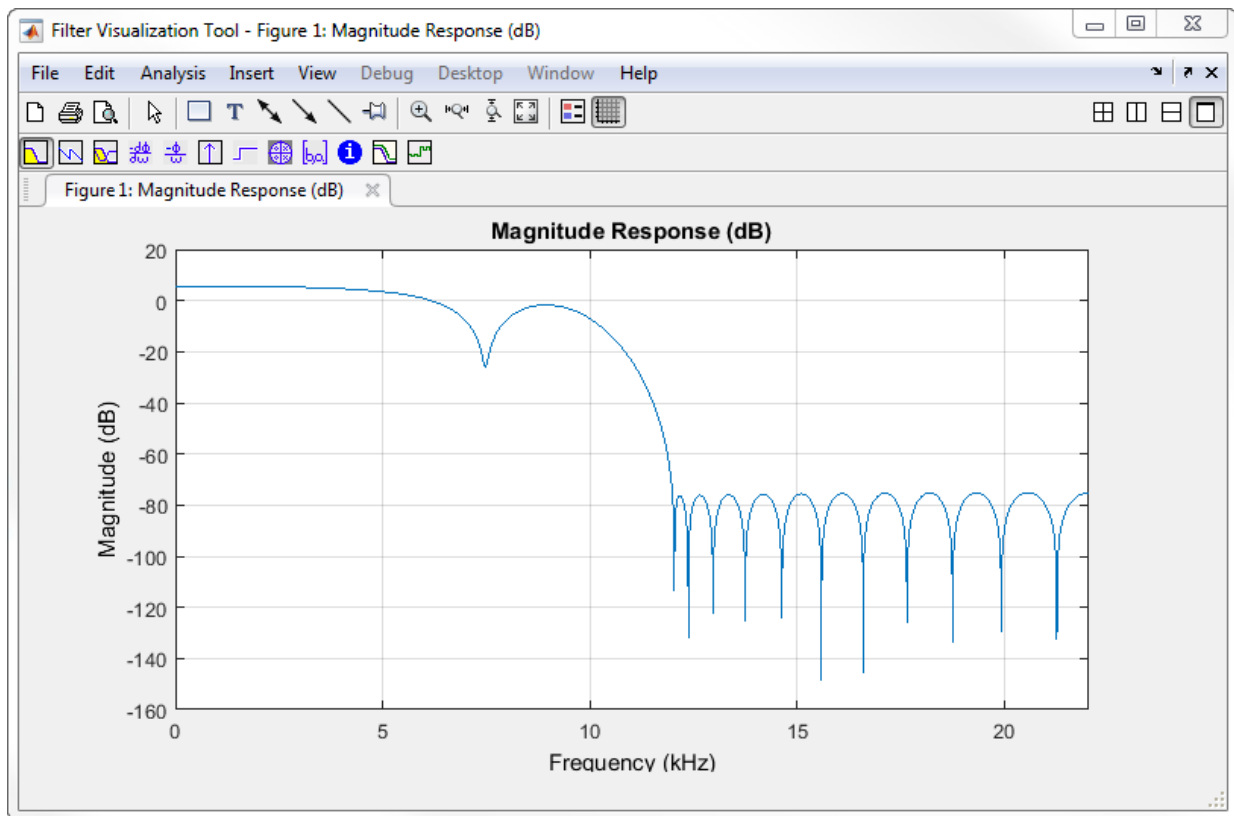 Filter Visualization Tool - Figure 1: Magnitude Response (dB)
File Edit Analysis Insert View Debug Desktop Window Help
Figure 1: Magnitude Response (dB)
Magnitude Response (dB)
20
0
-20
-40
-60
-80
-100
-120
-140
-160
Magnitude (dB)
0 5 10 15 20
Frequency (kHz)